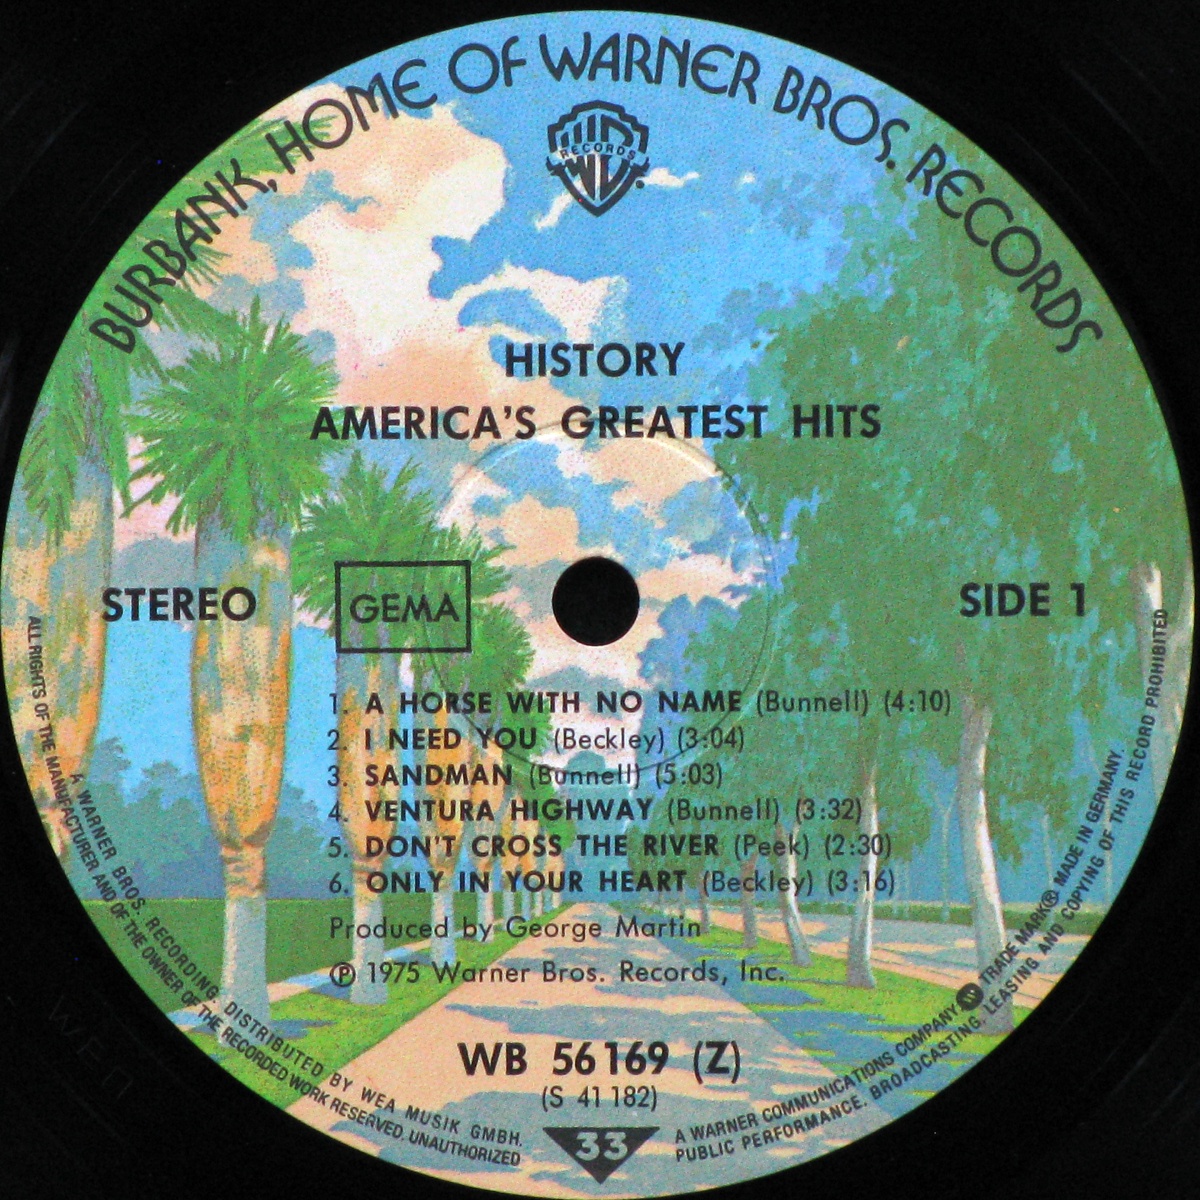 BURBANK, HOME OF WARNER BROS. RECORDS
RECORDS
HISTORY
AMERICA'S GREATEST HITS
STEREO
GEMA
SIDE 1
1. A HORSE WITH NO NAME (Bunnell) (4:10)
2. I NEED YOU (Beckley) (3:04)
3. SANDMAN (Bunnell) (5:03)
4. VENTURA HIGHWAY (Bunnell) (3:32)
5. DON'T CROSS THE RIVER (Peek) (2:30)
6. ONLY IN YOUR HEART (Beckley) (3:16)
Produced by George Martin
℗ 1975 Warner Bros. Records, Inc.
WB 56 169 (Z)
(S 41 182)
33
A WARNER BROS. RECORDING. DISTRIBUTED BY WEA MUSIK GMBH.
A WARNER COMMUNICATIONS COMPANY TRADE MARK® MADE IN GERMANY.
ALL RIGHTS OF THE MANUFACTURER AND OF THE OWNER OF THE RECORDED WORK RESERVED. UNAUTHORIZED
PUBLIC PERFORMANCE. BROADCASTING. LEASING AND COPYING OF THIS RECORD PROHIBITED